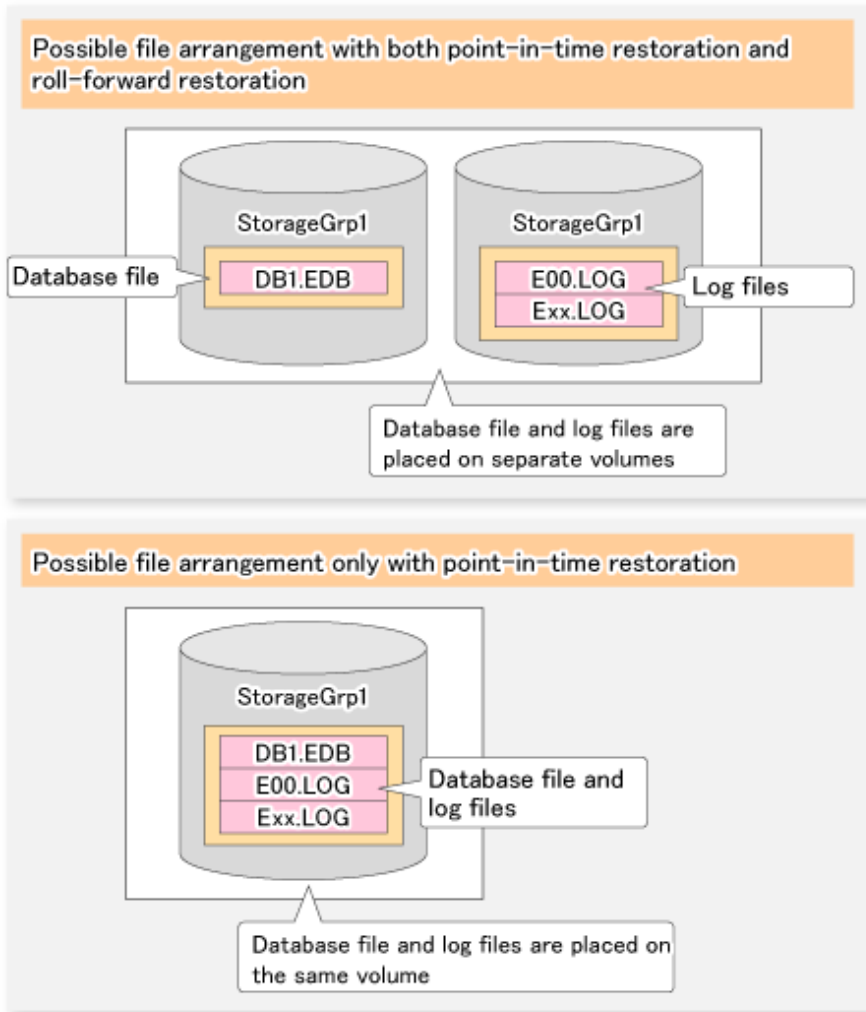 Possible file arrangement with both point-in-time restoration and
roll-forward restoration
StorageGrp1
StorageGrp1
Database file
DB1.EDB
E00.LOG
Exx.LOG
Log files
Database file and log files are
placed on separate volumes
Possible file arrangement only with point-in-time restoration
StorageGrp1
DB1.EDB
E00.LOG
Exx.LOG
Database file and
log files
Database file and log files are placed on
the same volume